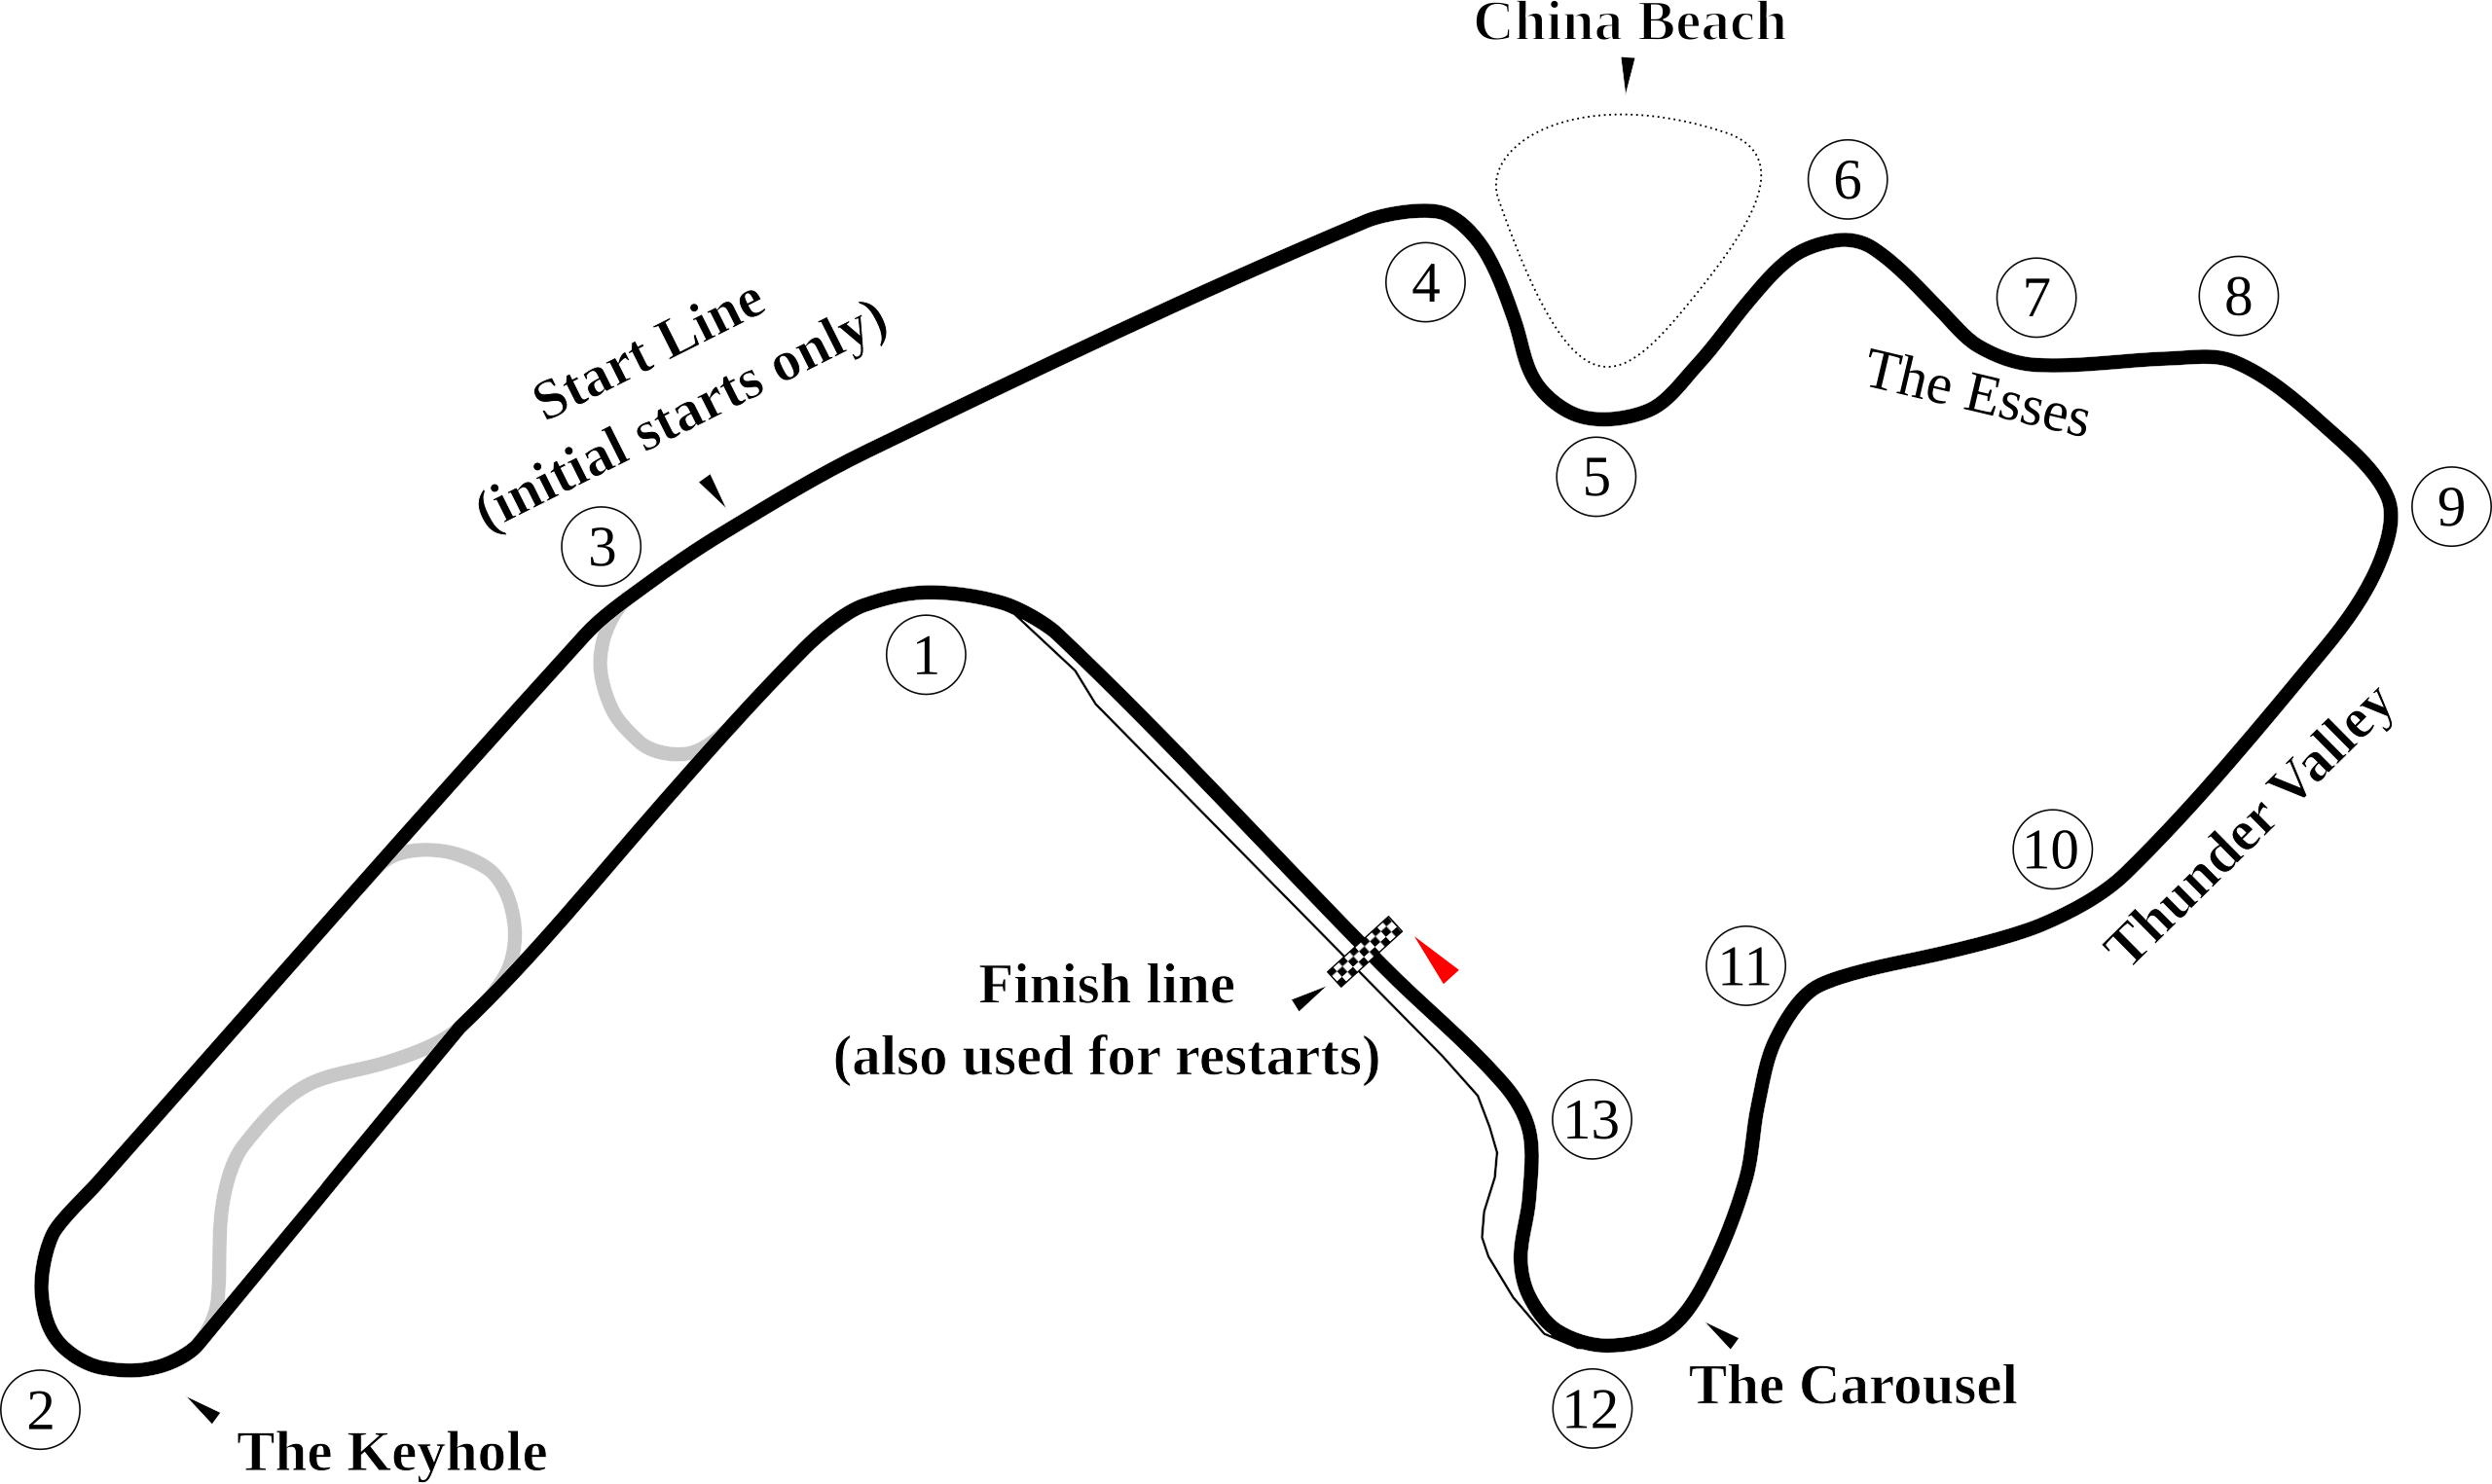 China Beach
6
4
7
8
Start Line
(initial starts only)
The Esses
5
9
3
1
Thunder Valley
10
11
Finish line
(also used for restarts)
13
The Carousel
12
2
The Keyhole